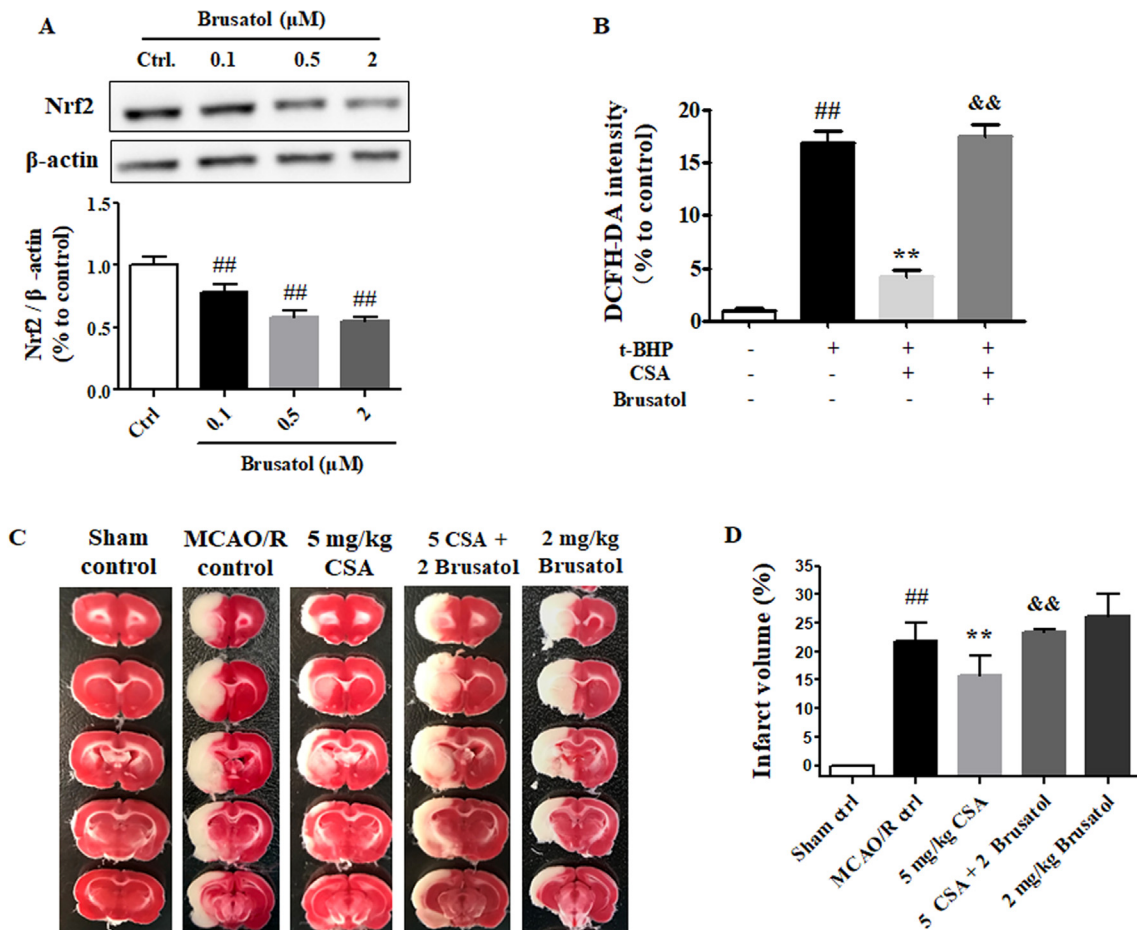 A
Brusatol (μM)
Ctrl. 0.1 0.5 2
Nrf2
β-actin
Nrf2 / β -actin
(% to control)
1.5
1.0
0.5
0.0
##
##
##
Ctrl
0.1
0.5
2
Brusatol (μM)
B
DCFH-DA intensity
(% to control)
20
15
10
5
0
##
**
&&
t-BHP - + + +
CSA - - + +
Brusatol - - - +
C
Sham control
MCAO/R control
5 mg/kg CSA
5 CSA + 2 Brusatol
2 mg/kg Brusatol
D
Infarct volume (%)
35
30
25
20
15
5
0
##
**
&&
Sham ctrl
MCAO/R ctrl
5 mg/kg CSA
5 CSA + 2 Brusatol
2 mg/kg Brusatol